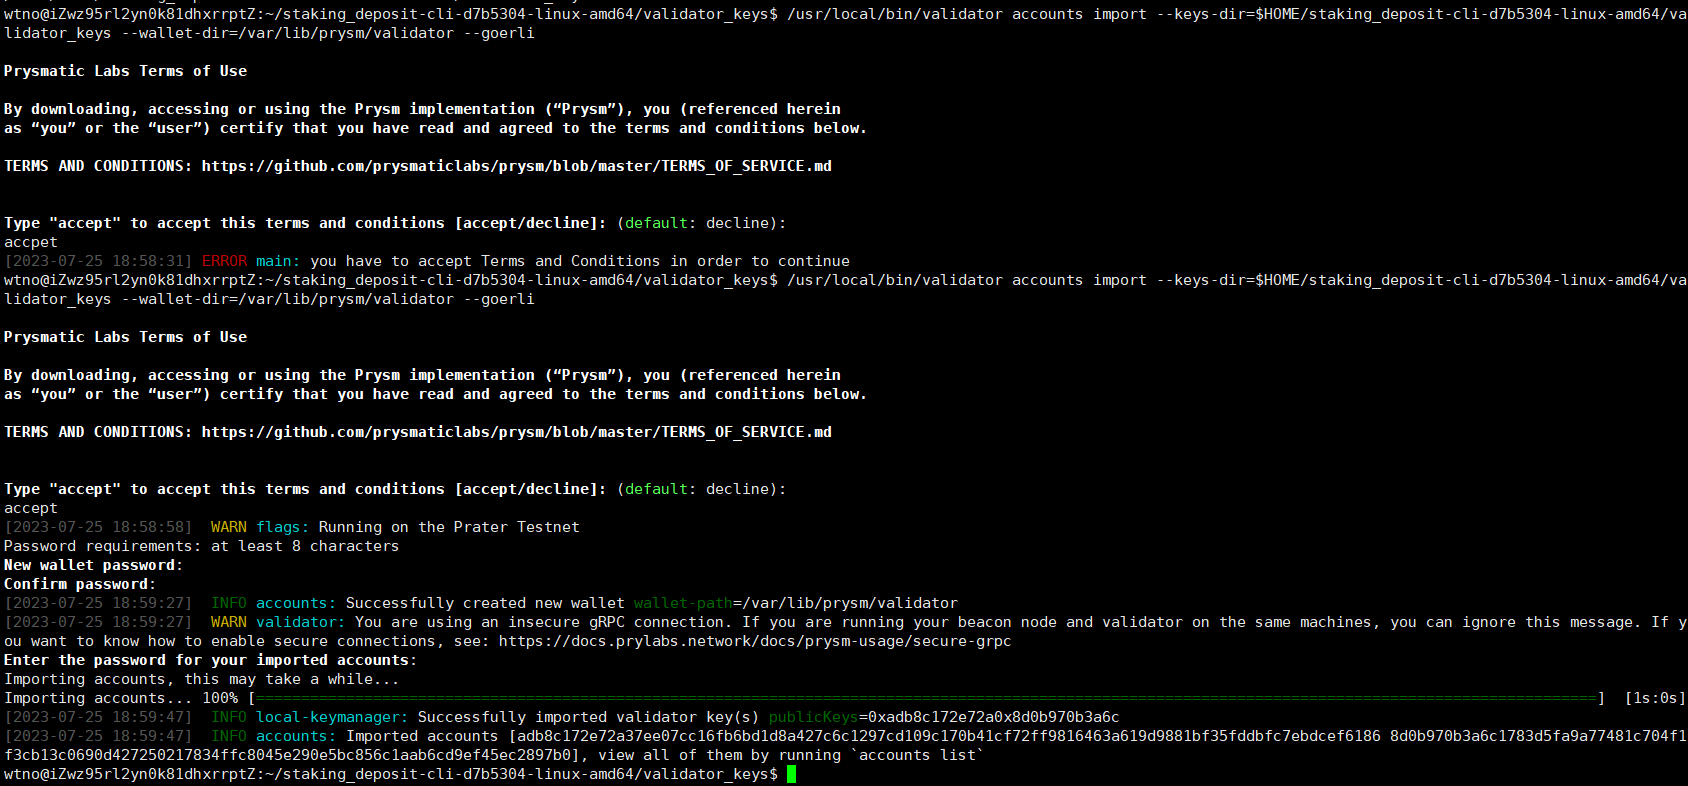 wtno@iZwz95rl2yn0k81dhxrrptZ:~/staking_deposit-cli-d7b5304-linux-amd64/validator_keys$ /usr/local/bin/validator accounts import --keys-dir=$HOME/staking_deposit-cli-d7b5304-linux-amd64/va
lidator_keys --wallet-dir=/var/lib/prysm/validator --goerli
Prysmatic Labs Terms of Use
By downloading, accessing or using the Prysm implementation (“Prysm”), you (referenced herein
as “you” or the “user”) certify that you have read and agreed to the terms and conditions below.
TERMS AND CONDITIONS: https://github.com/prysmaticlabs/prysm/blob/master/TERMS_OF_SERVICE.md
Type "accept" to accept this terms and conditions [accept/decline]: (default: decline):
accpet
[2023-07-25 18:58:31] ERROR main: you have to accept Terms and Conditions in order to continue
wtno@iZwz95rl2yn0k81dhxrrptZ:~/staking_deposit-cli-d7b5304-linux-amd64/validator_keys$ /usr/local/bin/validator accounts import --keys-dir=$HOME/staking_deposit-cli-d7b5304-linux-amd64/va
lidator_keys --wallet-dir=/var/lib/prysm/validator --goerli
Prysmatic Labs Terms of Use
By downloading, accessing or using the Prysm implementation (“Prysm”), you (referenced herein
as “you” or the “user”) certify that you have read and agreed to the terms and conditions below.
TERMS AND CONDITIONS: https://github.com/prysmaticlabs/prysm/blob/master/TERMS_OF_SERVICE.md
Type "accept" to accept this terms and conditions [accept/decline]: (default: decline):
accept
[2023-07-25 18:58:58]  WARN flags: Running on the Prater Testnet
Password requirements: at least 8 characters
New wallet password:
Confirm password:
[2023-07-25 18:59:27]  INFO accounts: Successfully created new wallet wallet-path=/var/lib/prysm/validator
[2023-07-25 18:59:27]  WARN validator: You are using an insecure gRPC connection. If you are running your beacon node and validator on the same machines, you can ignore this message. If y
ou want to know how to enable secure connections, see: https://docs.prylabs.network/docs/prysm-usage/secure-grpc
Enter the password for your imported accounts:
Importing accounts, this may take a while...
Importing accounts... 100% [=====================================================================================================================================================]  [1s:0s]
[2023-07-25 18:59:47]  INFO local-keymanager: Successfully imported validator key(s) publicKeys=0xadb8c172e72a0x8d0b970b3a6c
[2023-07-25 18:59:47]  INFO accounts: Imported accounts [adb8c172e72a37ee07cc16fb6bd1d8a427c6c1297cd109c170b41cf72ff9816463a619d9881bf35fddbfc7ebdcef6186 8d0b970b3a6c1783d5fa9a77481c704f1
f3cb13c0690d427250217834ffc8045e290e5bc856c1aab6cd9ef45ec2897b0], view all of them by running `accounts list`
wtno@iZwz95rl2yn0k81dhxrrptZ:~/staking_deposit-cli-d7b5304-linux-amd64/validator_keys$